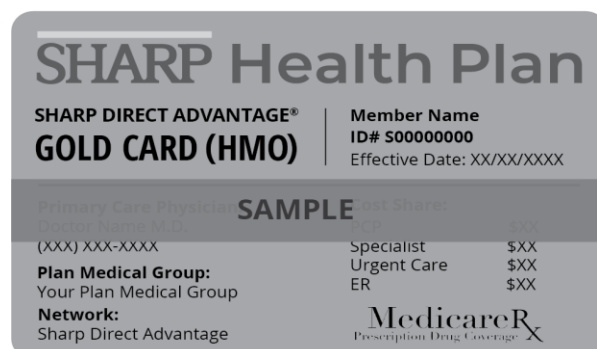 SHARP Health Plan
SHARP DIRECT ADVANTAGE®
GOLD CARD (HMO)
Member Name
ID# S00000000
Effective Date: XX/XX/XXXX
SAMPLE
Primary Care Physician
Doctor Name M.D.
(XXX) XXX-XXXX
Plan Medical Group:
Your Plan Medical Group
Network:
Sharp Direct Advantage
Cost Share:
PCP $XX
Specialist $XX
Urgent Care $XX
ER $XX
MedicareRx
Prescription Drug Coverage